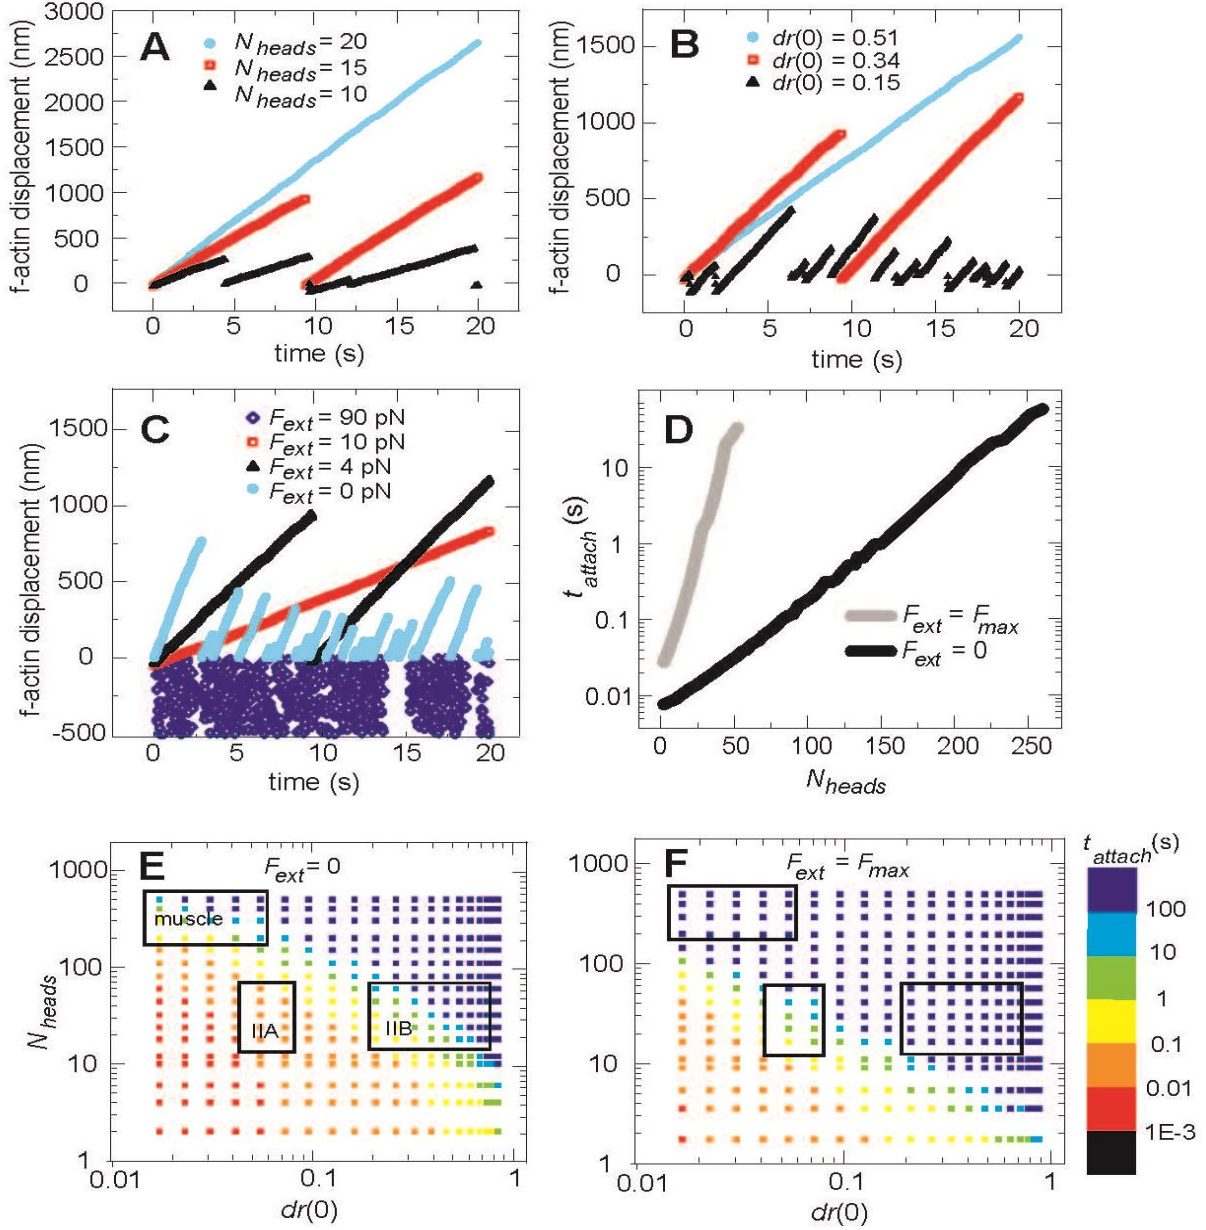 A
N heads = 20
N heads = 15
N heads = 10
f-actin displacement (nm)
3000
2500
2000
1500
1000
500
0
0 5 10 15 20
time (s)
B
dr(0) = 0.51
dr(0) = 0.34
dr(0) = 0.15
f-actin displacement (nm)
1500
1000
500
0
0 5 10 15 20
time (s)
C
F ext = 90 pN
F ext = 10 pN
F ext = 4 pN
F ext = 0 pN
f-actin displacement (nm)
1500
1000
500
0
-500
0 5 10 15 20
time (s)
D
t attach (s)
10
1
0.1
0.01
F ext = F max
F ext = 0
0 50 100 150 200 250
N heads
E
F ext = 0
N heads
1000
100
10
1
muscle
IIA
IIB
0.01 0.1 1
dr(0)
F
F ext = F max
1000
100
10
1
0.01 0.1 1
dr(0)
t attach (s)
100
10
1
0.1
0.01
1E-3